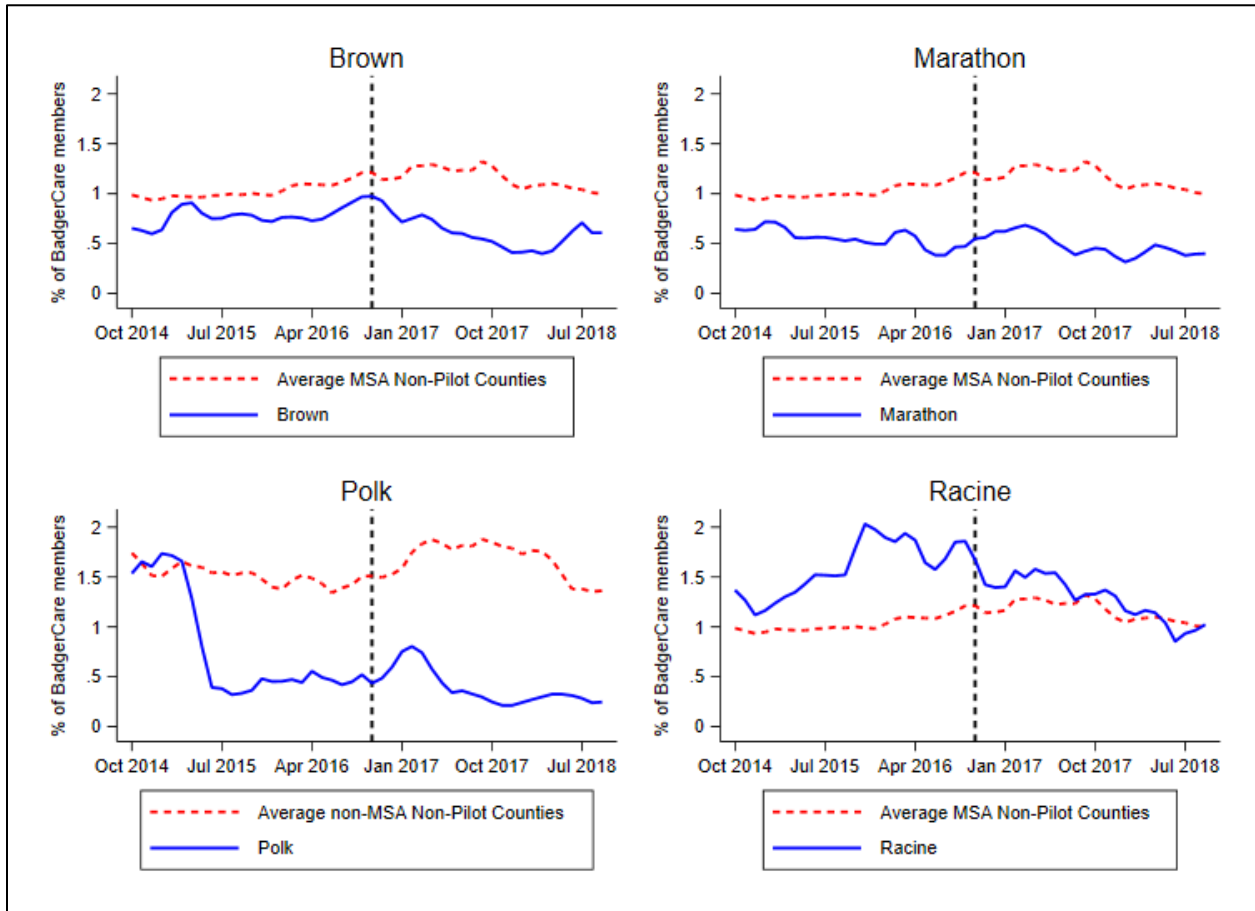 Brown
% of BadgerCare members
2
1.5
1
.5
0
Oct 2014 Jul 2015 Apr 2016 Jan 2017 Oct 2017 Jul 2018
Average MSA Non-Pilot Counties
Brown
Marathon
% of BadgerCare members
2
1.5
1
.5
0
Oct 2014 Jul 2015 Apr 2016 Jan 2017 Oct 2017 Jul 2018
Average MSA Non-Pilot Counties
Marathon
Polk
% of BadgerCare members
2
1.5
1
.5
0
Oct 2014 Jul 2015 Apr 2016 Jan 2017 Oct 2017 Jul 2018
Average non-MSA Non-Pilot Counties
Polk
Racine
% of BadgerCare members
2
1.5
1
.5
0
Oct 2014 Jul 2015 Apr 2016 Jan 2017 Oct 2017 Jul 2018
Average MSA Non-Pilot Counties
Racine